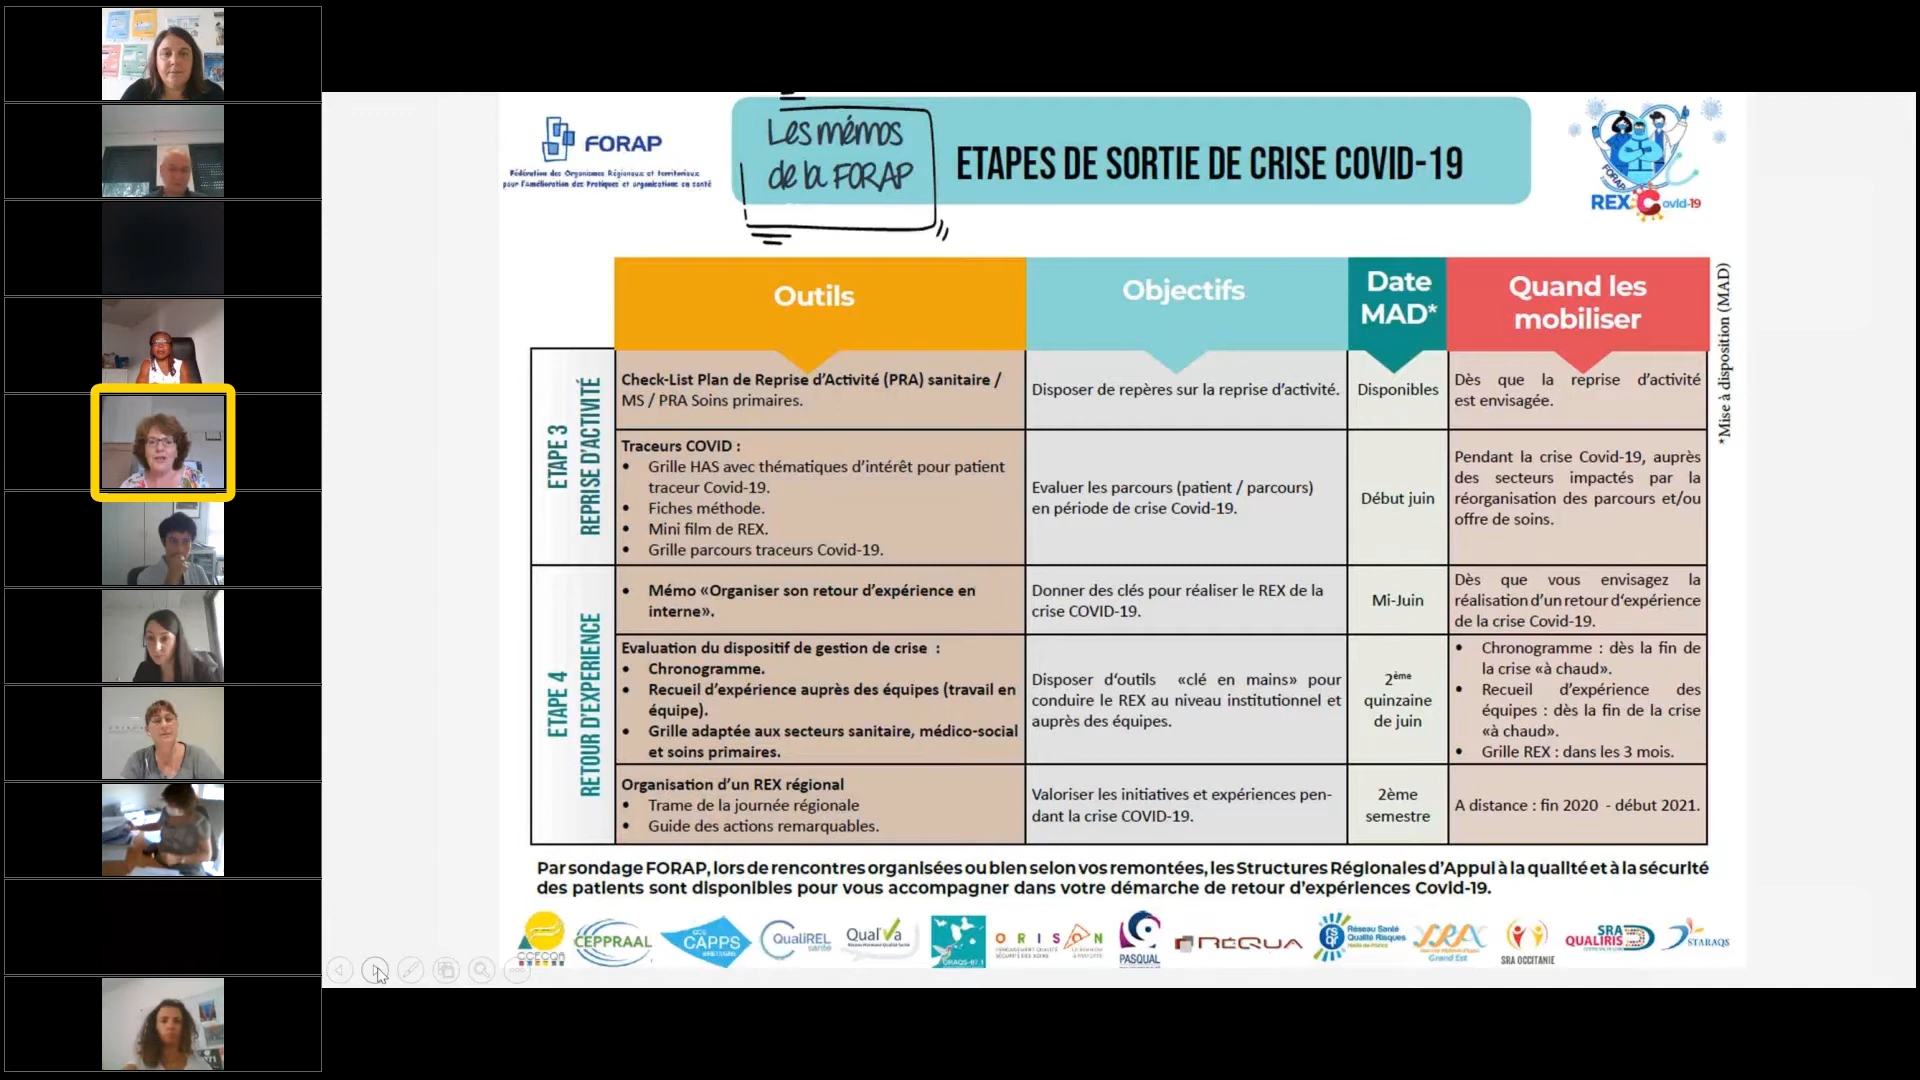 FORAP
Fédération des Organismes Régionaux et territoriaux
pour l'Amélioration des Pratiques et organisations en santé
Les mémos
de la FORAP
ETAPES DE SORTIE DE CRISE COVID-19
FORAP
REX Covid-19
Outils
Objectifs
Date
MAD*
Quand les
mobiliser
*Mise à disposition (MAD)
ETAPE 3
REPRISE D'ACTIVITÉ
Check-List Plan de Reprise d'Activité (PRA) sanitaire /
MS / PRA Soins primaires.
Disposer de repères sur la reprise d'activité.
Disponibles
Dès que la reprise d'activité
est envisagée.
Traceurs COVID :
• Grille HAS avec thématiques d'intérêt pour patient
traceur Covid-19.
• Fiches méthode.
• Mini film de REX.
• Grille parcours traceurs Covid-19.
Evaluer les parcours (patient / parcours)
en période de crise Covid-19.
Début juin
Pendant la crise Covid-19, auprès
des secteurs impactés par la
réorganisation des parcours et/ou
offre de soins.
ETAPE 4
RETOUR D'EXPERIENCE
• Mémo «Organiser son retour d'expérience en
interne».
Donner des clés pour réaliser le REX de la
crise COVID-19.
Mi-Juin
Dès que vous envisagez la
réalisation d'un retour d'expérience
de la crise Covid-19.
Evaluation du dispositif de gestion de crise :
• Chronogramme.
• Recueil d'expérience auprès des équipes (travail en
équipe).
• Grille adaptée aux secteurs sanitaire, médico-social
et soins primaires.
Disposer d'outils «clé en mains» pour
conduire le REX au niveau institutionnel et
auprès des équipes.
2ème
quinzaine
de juin
• Chronogramme : dès la fin de
la crise «à chaud».
• Recueil d'expérience des
équipes : dès la fin de la crise
«à chaud».
• Grille REX : dans les 3 mois.
Organisation d'un REX régional
• Trame de la journée régionale
• Guide des actions remarquables.
Valoriser les initiatives et expériences pen-
dant la crise COVID-19.
2ème
semestre
A distance : fin 2020 - début 2021.
Par sondage FORAP, lors de rencontres organisées ou bien selon vos remontées, les Structures Régionales d'Appui à la qualité et à la sécurité
des patients sont disponibles pour vous accompagner dans votre démarche de retour d'expériences Covid-19.
CCECQA
CEPPRAAL
GCS
CAPPS
BRETAGNE
QualiREL
santé
Qual'Va
ORISON
PASQUAL
RéQUA
rsqr
Réseau Santé
Qualité Risques
SRA
Grand Est
SRA OCCITANIE
SRA
QUALIRIS
STARAQS